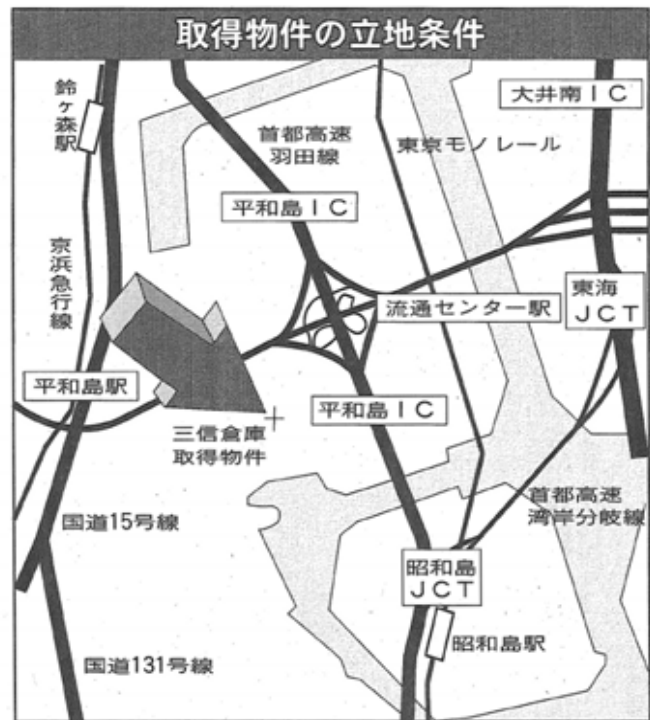 取得物件の立地条件
鈴ヶ森駅
首都高速
羽田線
東京モノレール
大井南IC
平和島IC
京浜急行線
流通センター駅
東海
JCT
平和島駅
平和島IC
三信倉庫
取得物件
首都高速
湾岸分岐線
国道15号線
昭和島
JCT
昭和島駅
国道131号線